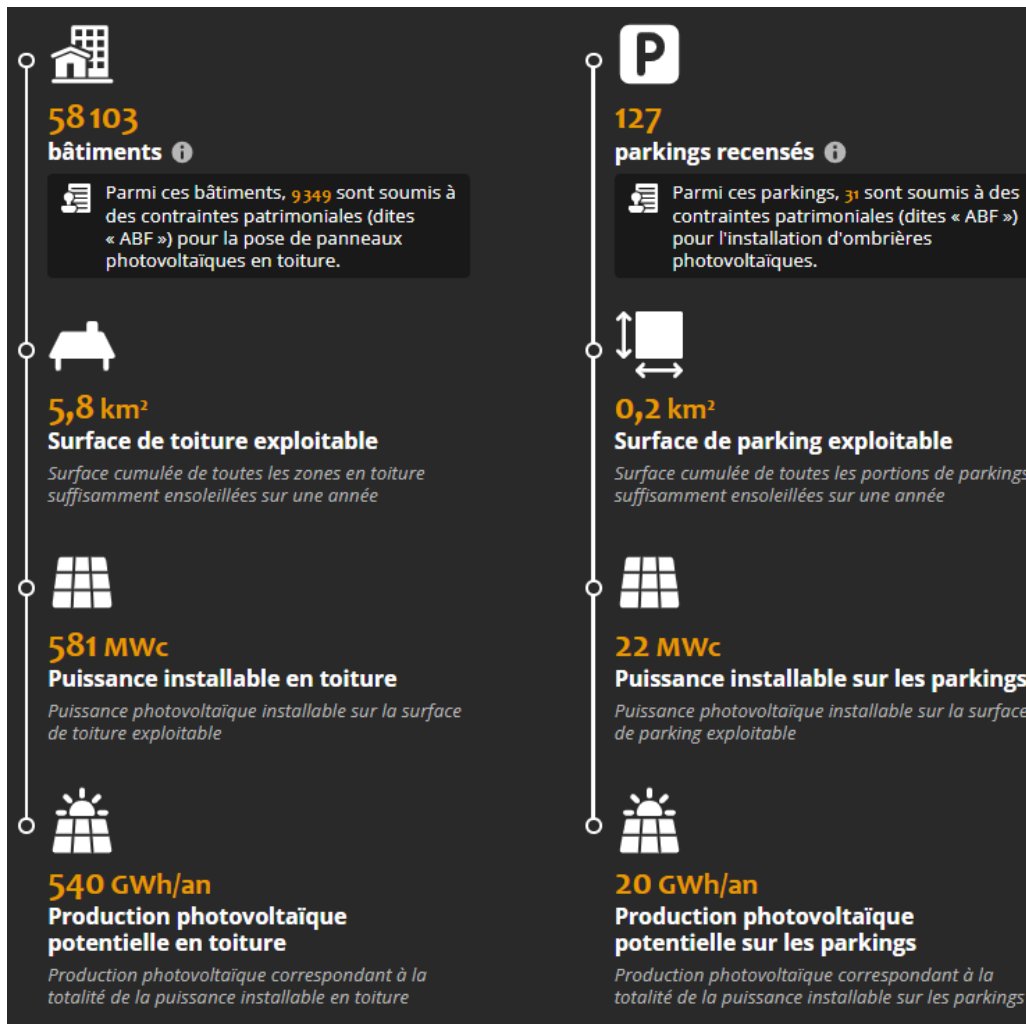 58 103
bâtiments i
Parmi ces bâtiments, 9 349 sont soumis à
des contraintes patrimoniales (dites
« ABF ») pour la pose de panneaux
photovoltaïques en toiture.
5,8 km²
Surface de toiture exploitable
Surface cumulée de toutes les zones en toiture
suffisamment ensoleillées sur une année
581 MWc
Puissance installable en toiture
Puissance photovoltaïque installable sur la surface
de toiture exploitable
540 GWh/an
Production photovoltaïque
potentielle en toiture
Production photovoltaïque correspondant à la
totalité de la puissance installable en toiture
P
127
parkings recensés i
Parmi ces parkings, 31 sont soumis à des
contraintes patrimoniales (dites « ABF »)
pour l'installation d'ombrières
photovoltaïques.
0,2 km²
Surface de parking exploitable
Surface cumulée de toutes les portions de parkings
suffisamment ensoleillées sur une année
22 MWc
Puissance installable sur les parkings
Puissance photovoltaïque installable sur la surface
de parking exploitable
20 GWh/an
Production photovoltaïque
potentielle sur les parkings
Production photovoltaïque correspondant à la
totalité de la puissance installable sur les parkings